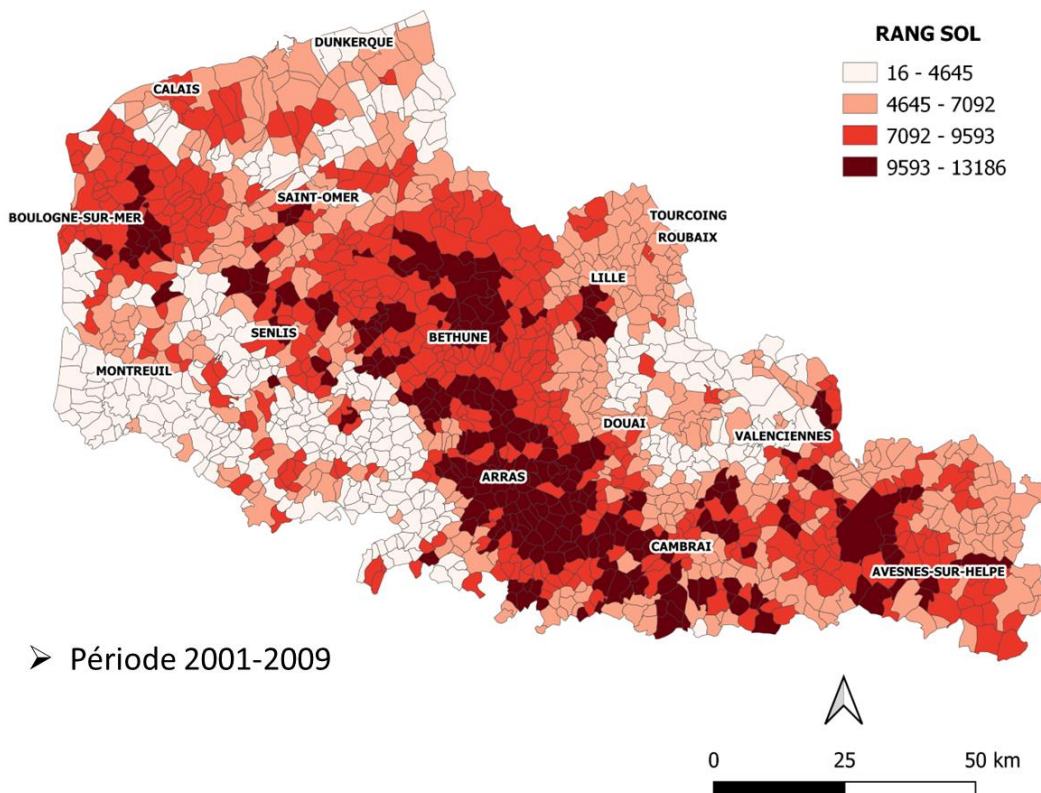 DUNKERQUE
RANG SOL
16 - 4645
4645 - 7092
7092 - 9593
9593 - 13186
CALAIS
SAINT-OMER
BOULOGNE-SUR-MER
TOURCOING
ROUBAIX
LILLE
SENLIS
BETHUNE
MONTREUIL
DOUAI
VALENCIENNES
ARRAS
CAMBRAI
AVESNES-SUR-HELPE
➢ Période 2001-2009
0 25 50 km